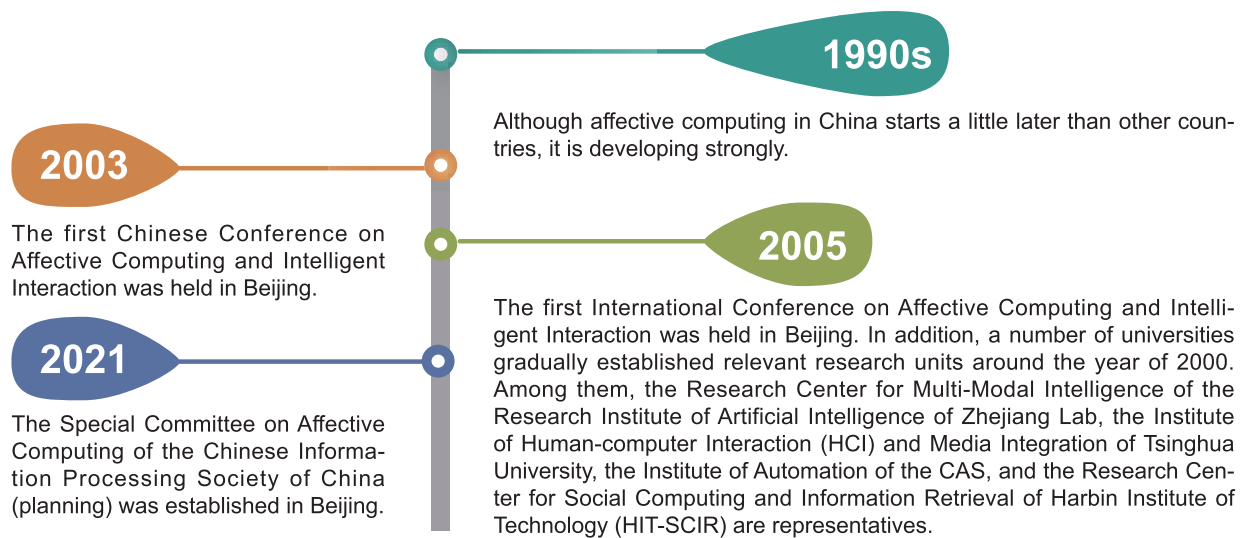 1990s
Although affective computing in China starts a little later than other coun-
tries, it is developing strongly.
2003
The first Chinese Conference on
Affective Computing and Intelligent
Interaction was held in Beijing.
2005
The first International Conference on Affective Computing and Intelli-
gent Interaction was held in Beijing. In addition, a number of universities
gradually established relevant research units around the year of 2000.
Among them, the Research Center for Multi-Modal Intelligence of the
Research Institute of Artificial Intelligence of Zhejiang Lab, the Institute
of Human-computer Interaction (HCI) and Media Integration of Tsinghua
University, the Institute of Automation of the CAS, and the Research Cen-
ter for Social Computing and Information Retrieval of Harbin Institute of
Technology (HIT-SCIR) are representatives.
2021
The Special Committee on Affective
Computing of the Chinese Informa-
tion Processing Society of China
(planning) was established in Beijing.